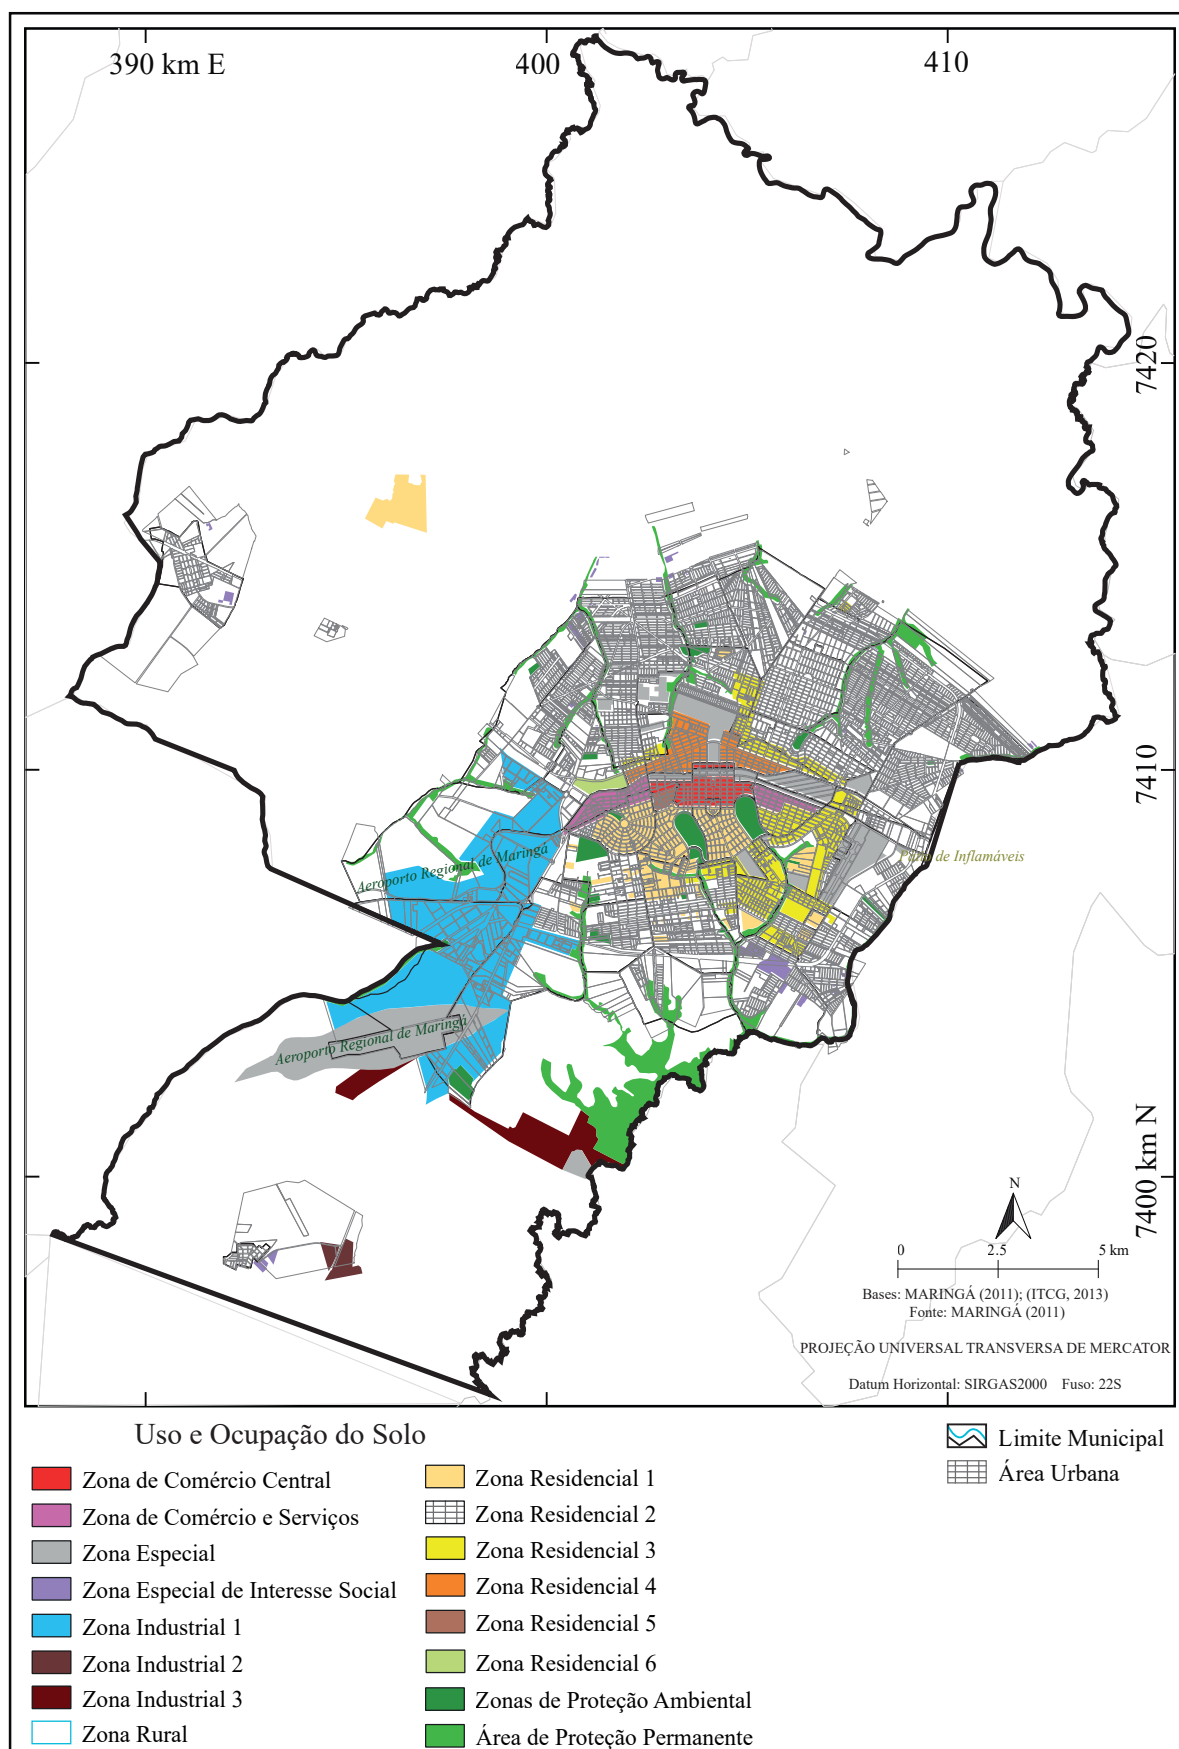 390 km E
400
410
7420
7410
Aeroporto Regional de Maringá
Pátio de Inflamáveis
Aeroporto Regional de Maringá
7400 km N
N
0 2.5 5 km
Bases: MARINGÁ (2011); (ITCG, 2013)
Fonte: MARINGÁ (2011)
PROJEÇÃO UNIVERSAL TRANSVERSA DE MERCATOR
Datum Horizontal: SIRGAS2000 Fuso: 22S
Uso e Ocupação do Solo
Zona de Comércio Central
Zona de Comércio e Serviços
Zona Especial
Zona Especial de Interesse Social
Zona Industrial 1
Zona Industrial 2
Zona Industrial 3
Zona Rural
Zona Residencial 1
Zona Residencial 2
Zona Residencial 3
Zona Residencial 4
Zona Residencial 5
Zona Residencial 6
Zonas de Proteção Ambiental
Área de Proteção Permanente
Limite Municipal
Área Urbana